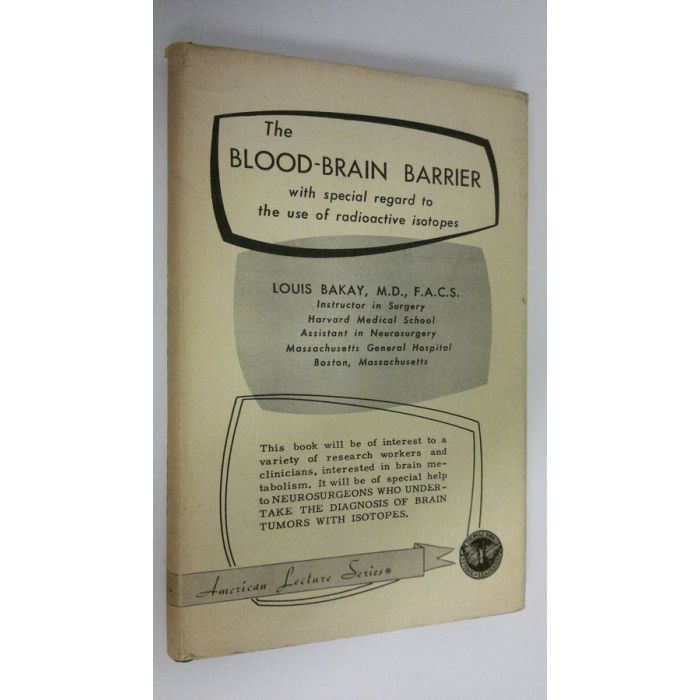 The
BLOOD-BRAIN BARRIER
with special regard to
the use of radioactive isotopes
LOUIS BAKAY, M.D., F.A.C.S.
Instructor in Surgery
Harvard Medical School
Assistant in Neurosurgery
Massachusetts General Hospital
Boston, Massachusetts
This book will be of interest to a
variety of research workers and
clinicians, interested in brain me-
tabolism. It will be of special help
to NEUROSURGEONS WHO UNDER-
TAKE THE DIAGNOSIS OF BRAIN
TUMORS WITH ISOTOPES.
American Lecture Series®